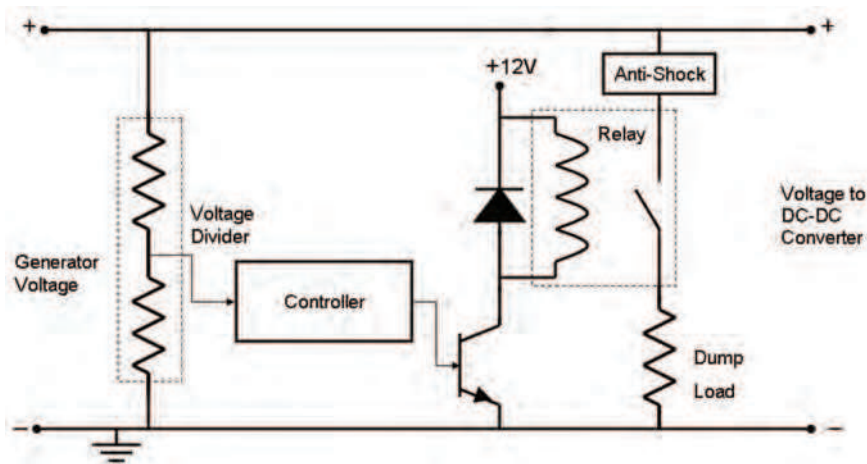 +
+
+12V
Anti-Shock
Relay
Voltage
Divider
Voltage to
DC-DC
Converter
Generator
Voltage
Controller
Dump
Load
−
−